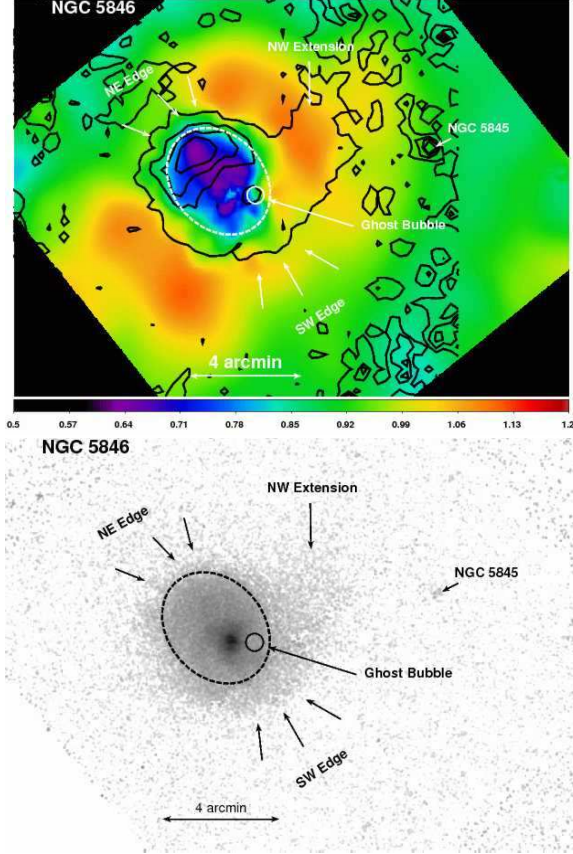 NGC 5846
NW Extension
NE Edge
NGC 5845
Ghost Bubble
SW Edge
4 arcmin
0.5 0.57 0.64 0.71 0.78 0.85 0.92 0.99 1.06 1.13 1.2
NGC 5846
NW Extension
NE Edge
NGC 5845
Ghost Bubble
SW Edge
4 arcmin